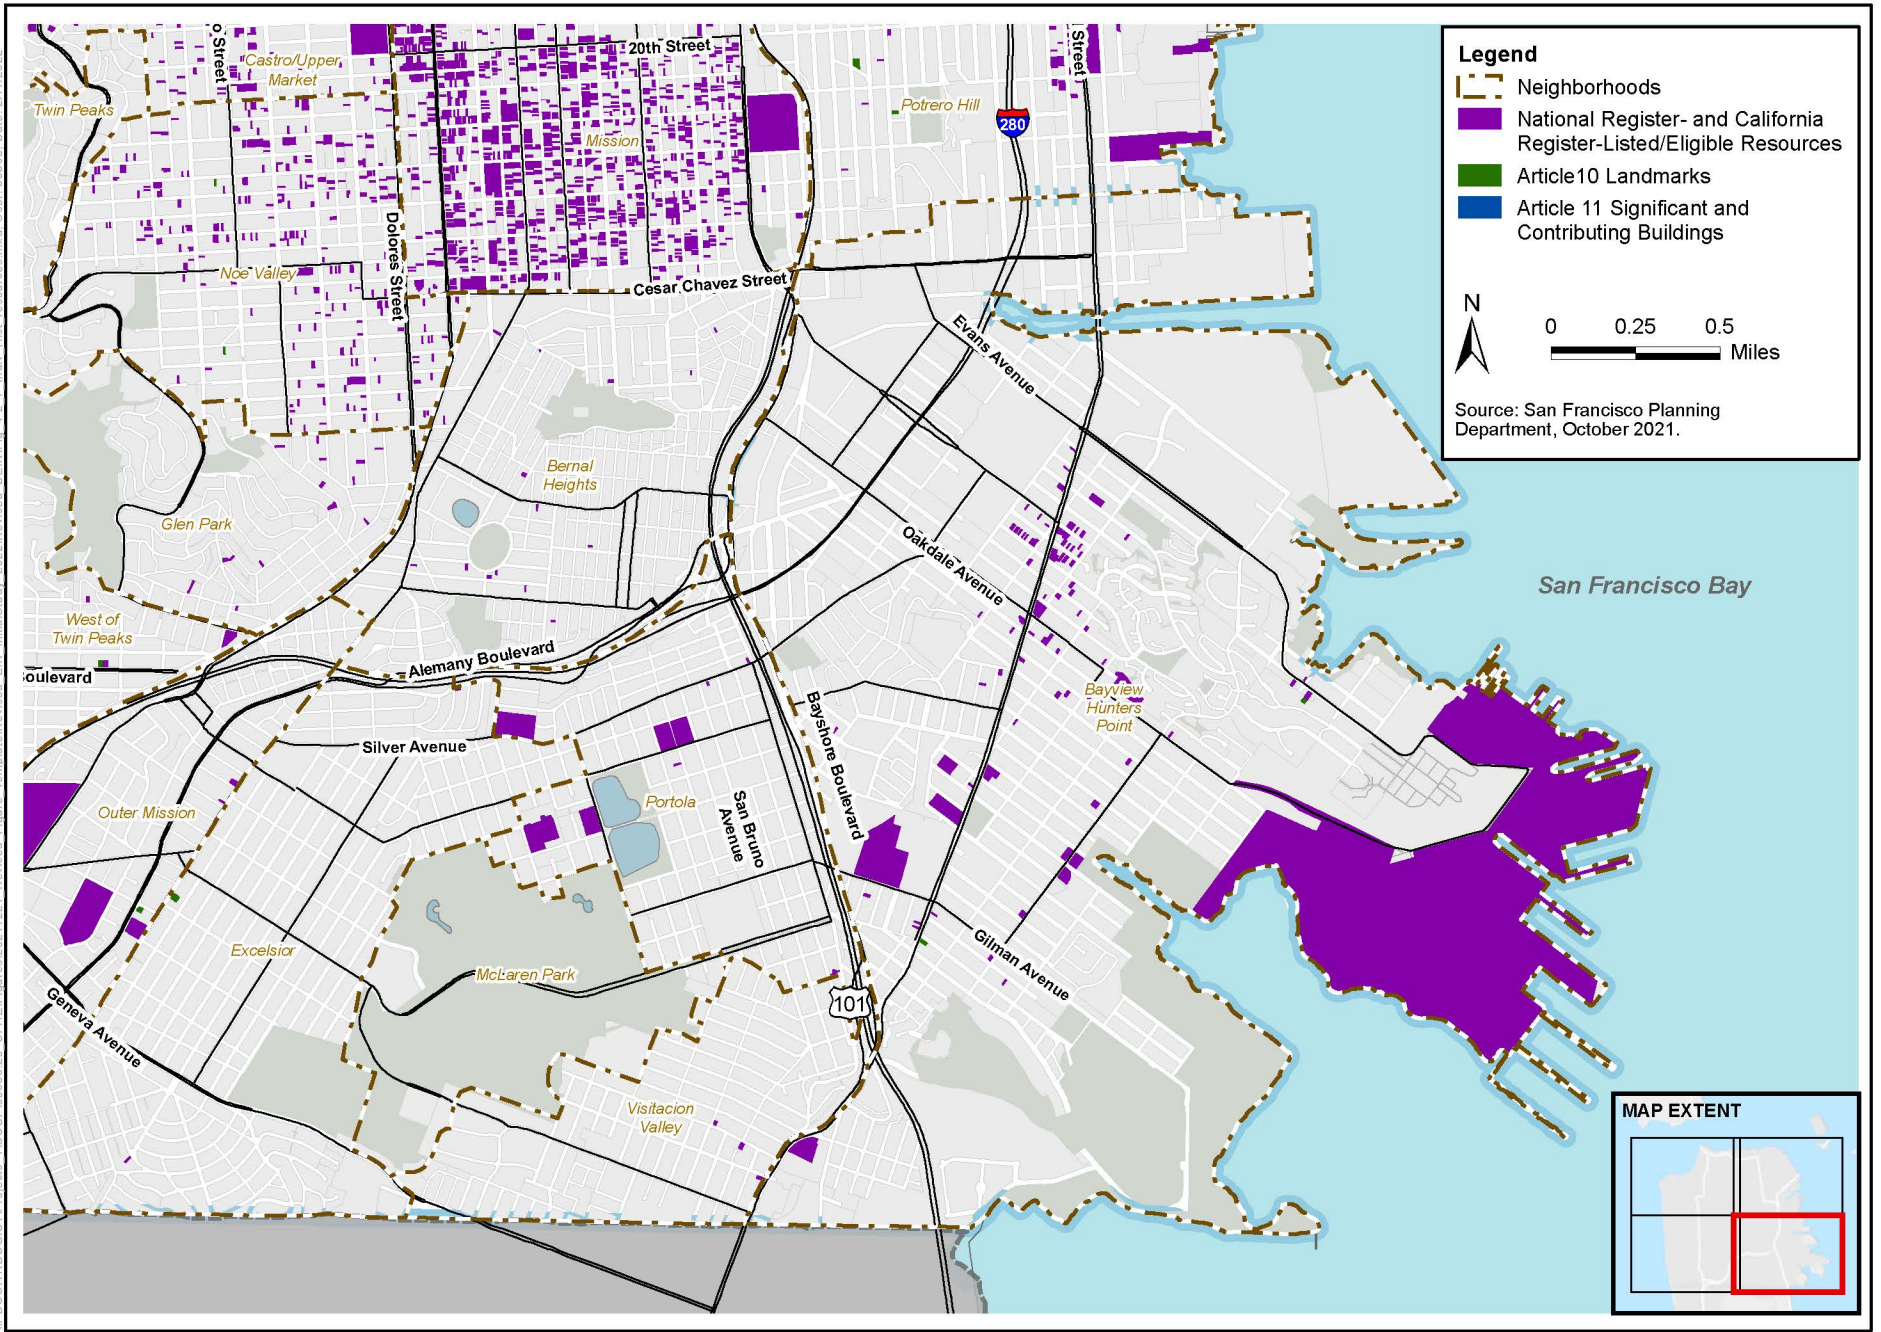 o Street
Castro/Upper
Market
20th Street
Street
Twin Peaks
Potrero Hill
280
Mission
Dolores Street
Noe Valley
Cesar Chavez Street
Evans Avenue
Bernal
Heights
Glen Park
Oakdale Avenue
West of
Twin Peaks
Boulevard
Alemany Boulevard
Bayview
Hunters
Point
Silver Avenue
Bayshore Boulevard
Outer Mission
Portola
San Bruno
Avenue
Excelsior
McLaren Park
Gilman Avenue
101
Geneva Avenue
Visitacion
Valley
San Francisco Bay
Legend
Neighborhoods
National Register- and California
Register-Listed/Eligible Resources
Article10 Landmarks
Article 11 Significant and
Contributing Buildings
N
0 0.25 0.5
Miles
Source: San Francisco Planning
Department, October 2021.
MAP EXTENT